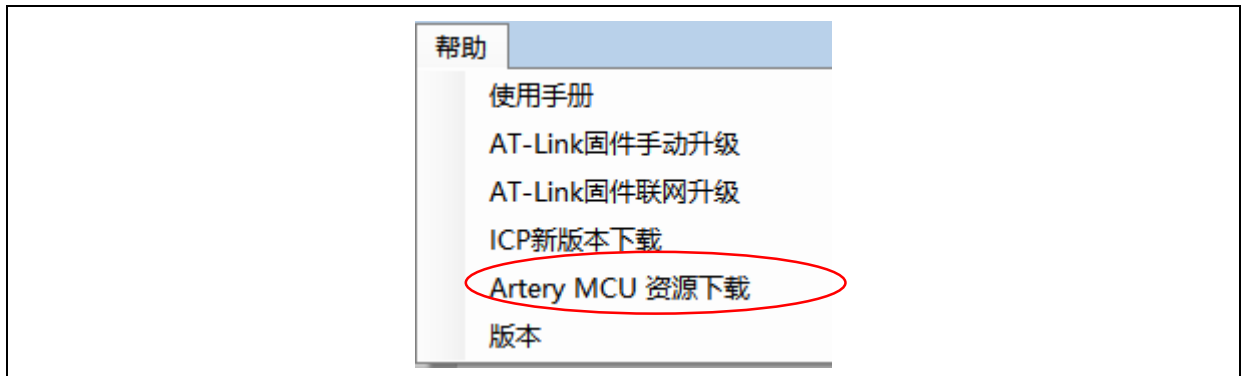 帮助
使用手册
AT-Link固件手动升级
AT-Link固件联网升级
ICP新版本下载
Artery MCU 资源下载
版本